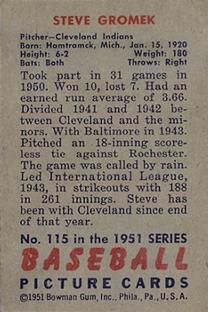 STEVE GROMEK
Pitcher—Cleveland Indians
Born: Hamtramck, Mich., Jan. 15, 1920
Height: 6-2 Weight: 180
Bats: Both Throws: Right
Took part in 31 games in
1950. Won 10, lost 7. Had an
earned run average of 3.66.
Divided 1941 and 1942 be-
tween Cleveland and the mi-
nors. With Baltimore in 1943.
Pitched an 18-inning score-
less tie against Rochester.
The game was called by rain.
Led International League,
1943, in strikeouts with 188
in 261 innings. Steve has
been with Cleveland since end
of that year.
No. 115 in the 1951 SERIES
BASEBALL
PICTURE CARDS
©1951 Bowman Gum, Inc., Phila., Pa., U. S. A.